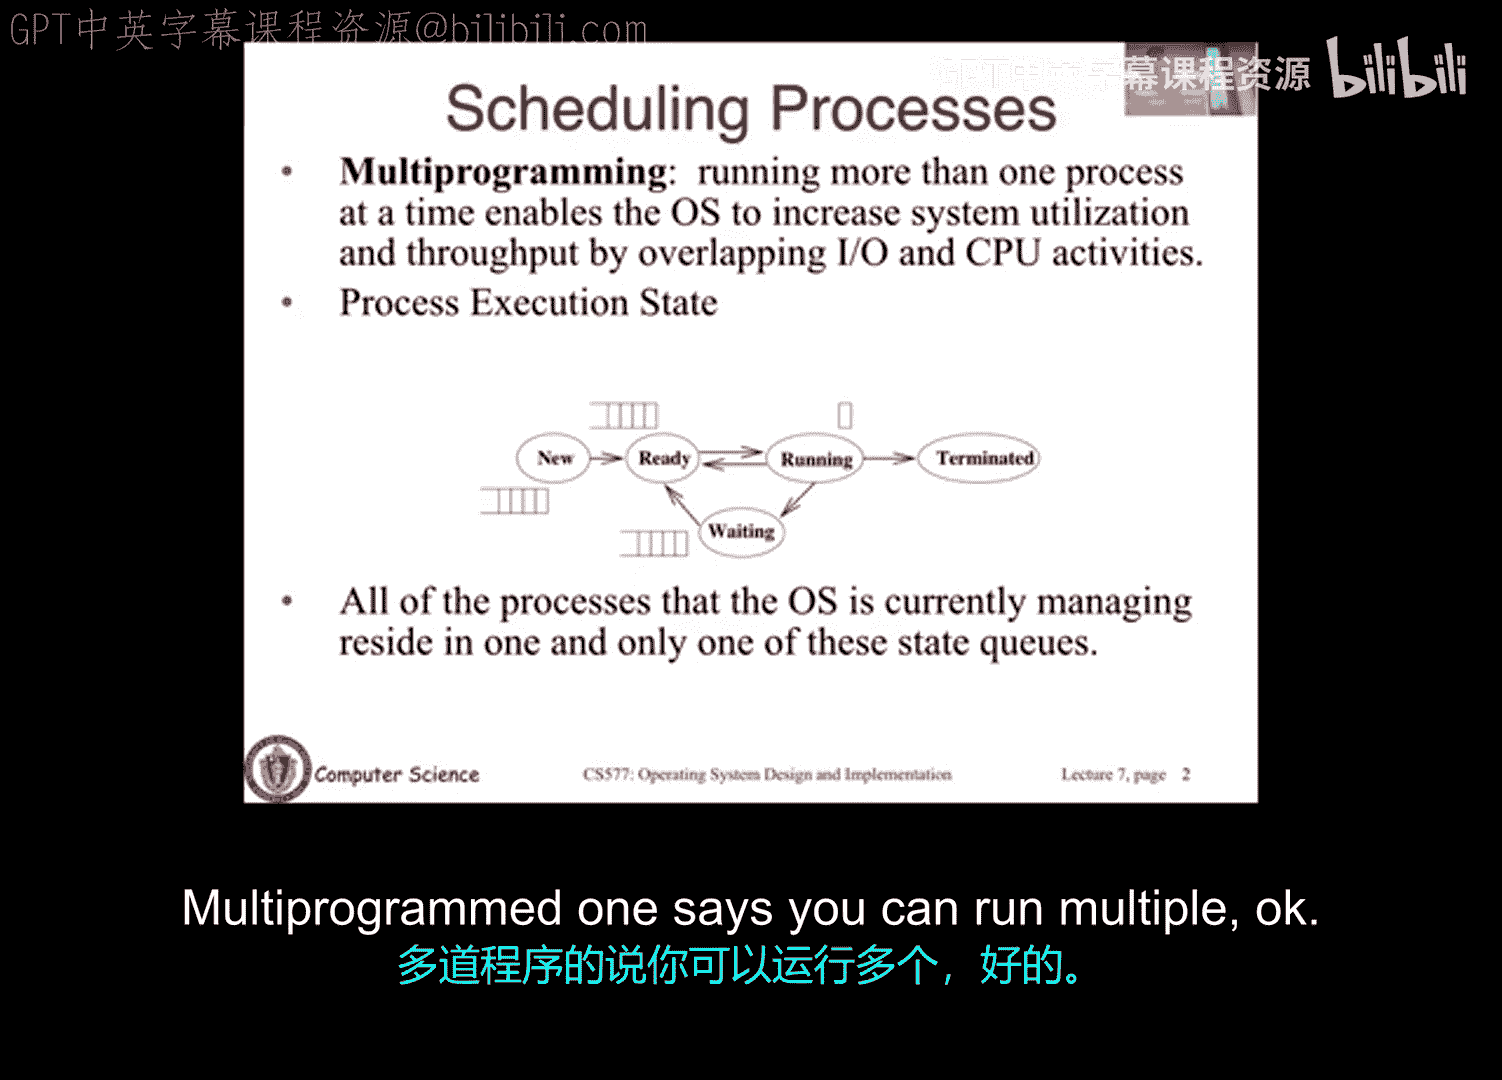 GPT中英字幕课程资源@bilibili.com
幕课程资源 bilibili
Scheduling Processes
• Multiprogramming: running more than one process
at a time enables the OS to increase system utilization
and throughput by overlapping I/O and CPU activities.
• Process Execution State
New
Ready
Running
Terminated
Waiting
• All of the processes that the OS is currently managing
reside in one and only one of these state queues.
Computer Science
CS577: Operating System Design and Implementation
Lecture 7, page 2
Multiprogrammed one says you can run multiple, ok.
多道程序的说你可以运行多个，好的。